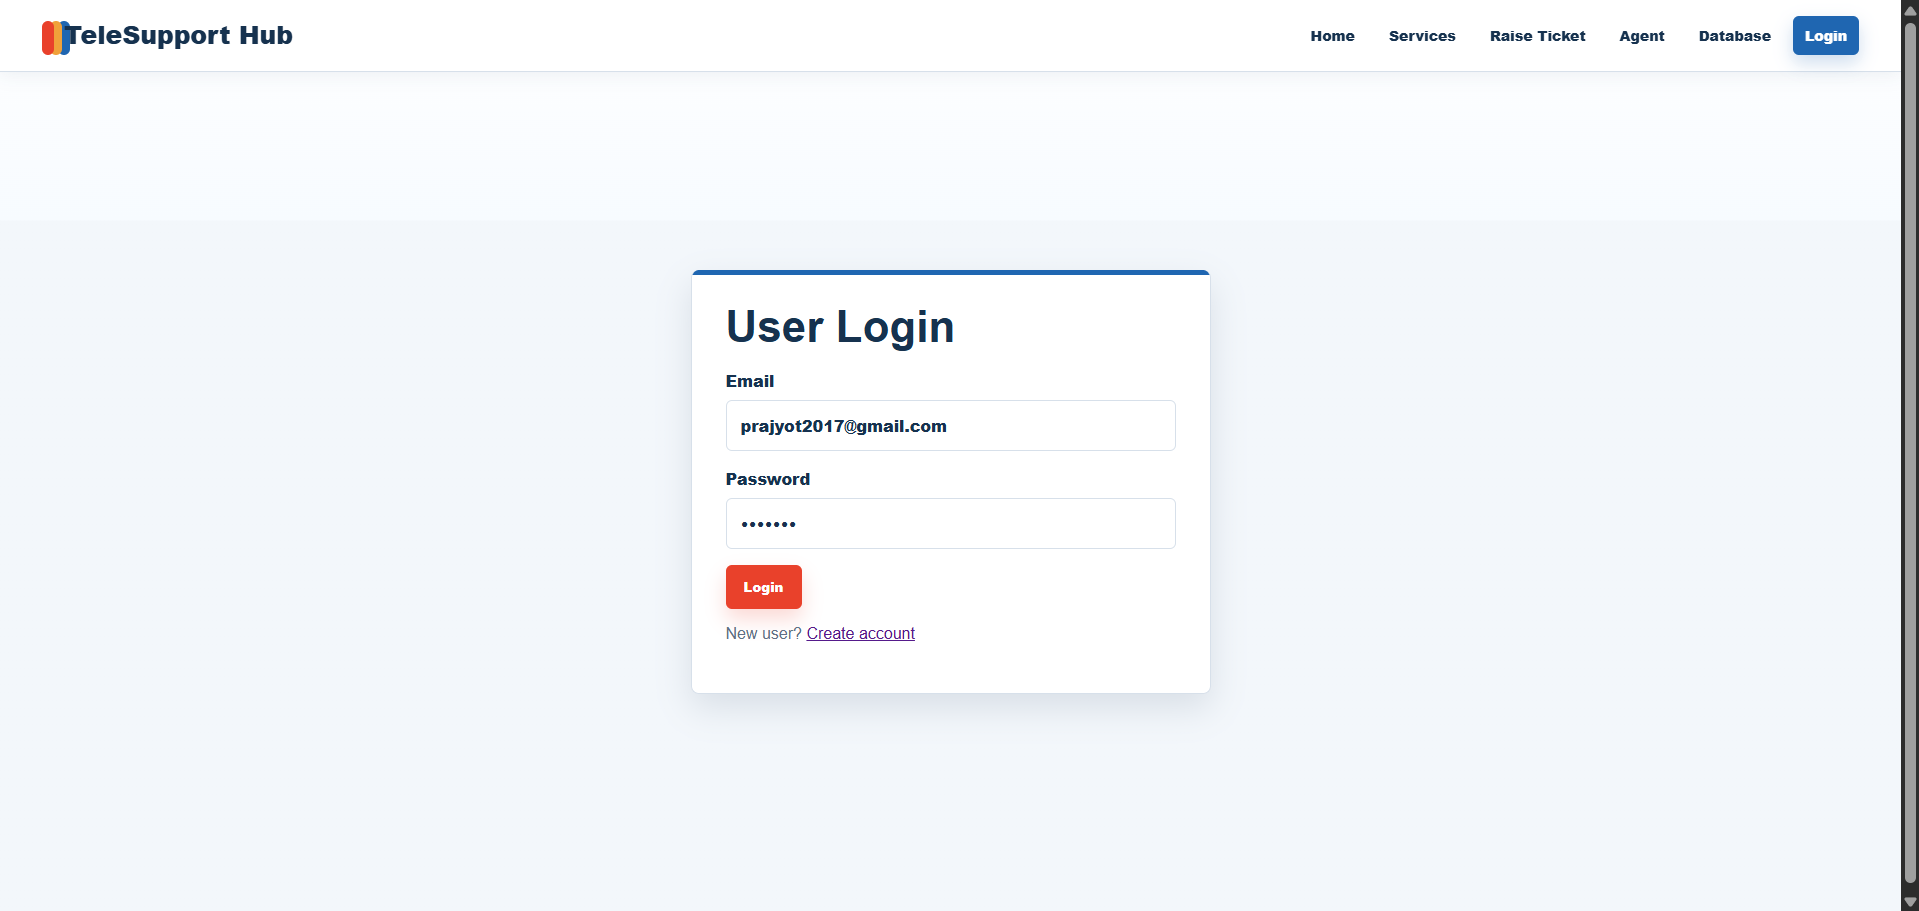 TeleSupport Hub
Home Services Raise Ticket Agent Database Login
User Login
Email
prajyot2017@gmail.com
Password
•••••••
Login
New user? Create account